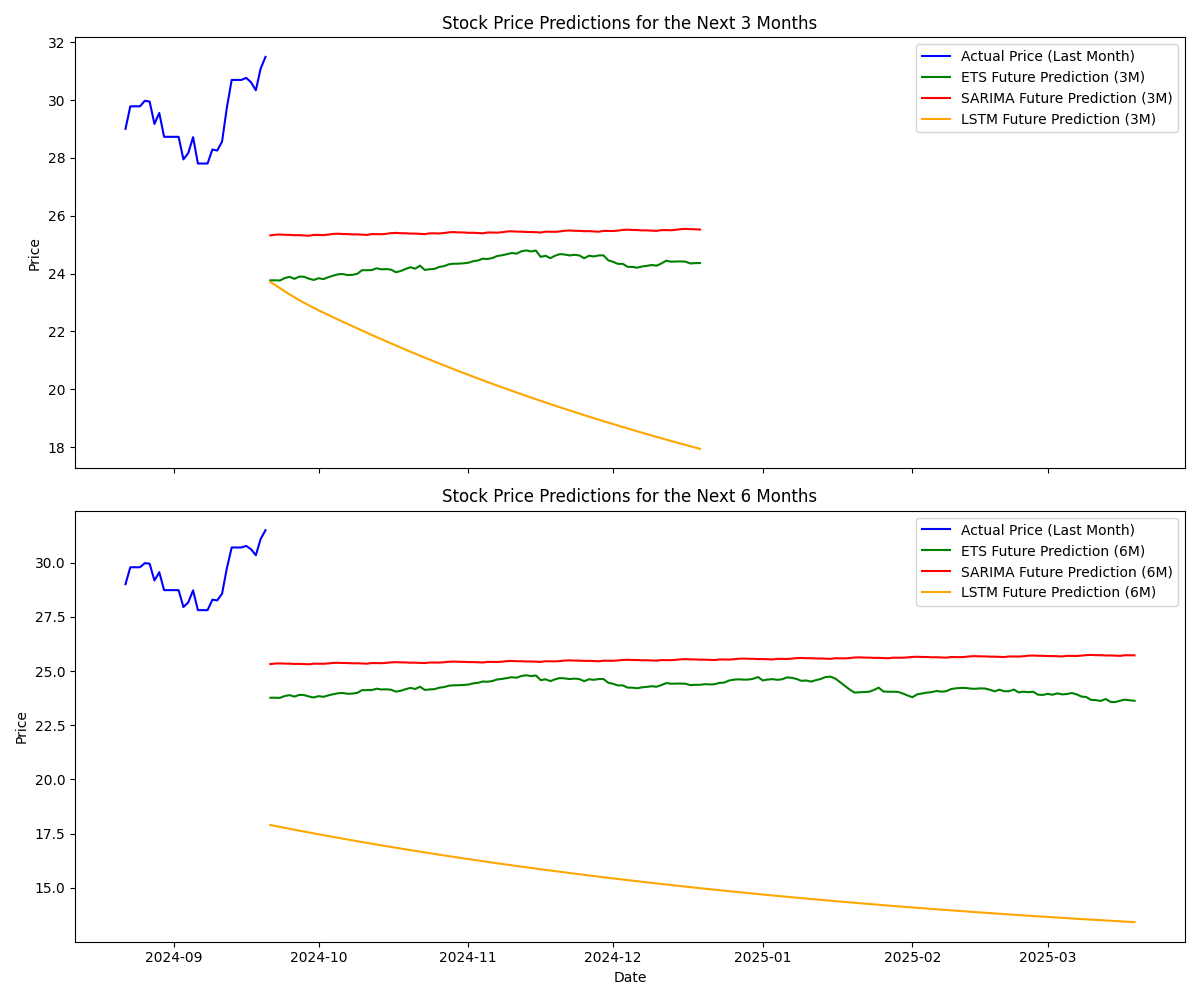 Stock Price Predictions for the Next 3 Months
Price
32
30
28
26
24
22
20
18
Actual Price (Last Month)
ETS Future Prediction (3M)
SARIMA Future Prediction (3M)
LSTM Future Prediction (3M)
Stock Price Predictions for the Next 6 Months
Price
30.0
27.5
25.0
22.5
20.0
17.5
15.0
Actual Price (Last Month)
ETS Future Prediction (6M)
SARIMA Future Prediction (6M)
LSTM Future Prediction (6M)
2024-09 2024-10 2024-11 2024-12 2025-01 2025-02 2025-03
Date